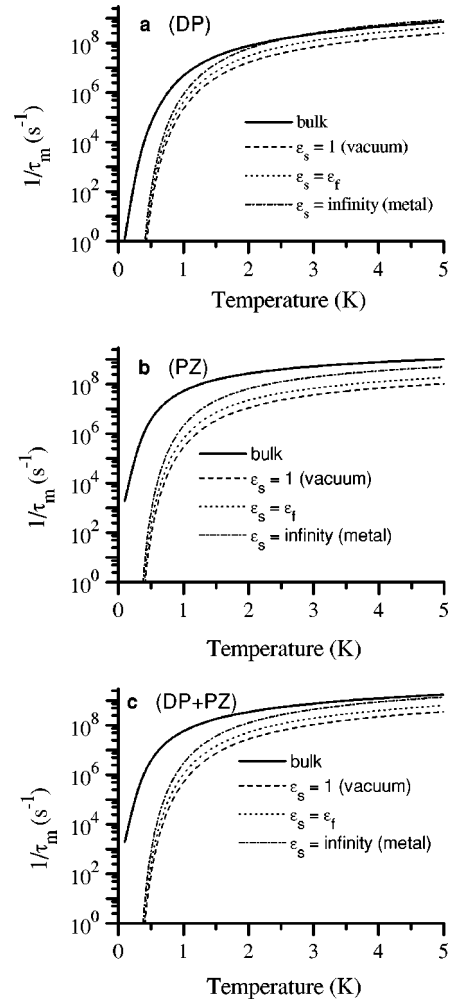 a (DP)
10^8
10^6
10^4
10^2
10^0
1/τ_m (s^-1)
bulk
ε_s = 1 (vacuum)
ε_s = ε_f
ε_s = infinity (metal)
0 1 2 3 4 5
Temperature (K)
b (PZ)
10^8
10^6
10^4
10^2
10^0
1/τ_m (s^-1)
bulk
ε_s = 1 (vacuum)
ε_s = ε_f
ε_s = infinity (metal)
0 1 2 3 4 5
Temperature (K)
c (DP+PZ)
10^8
10^6
10^4
10^2
10^0
1/τ_m (s^-1)
bulk
ε_s = 1 (vacuum)
ε_s = ε_f
ε_s = infinity (metal)
0 1 2 3 4 5
Temperature (K)